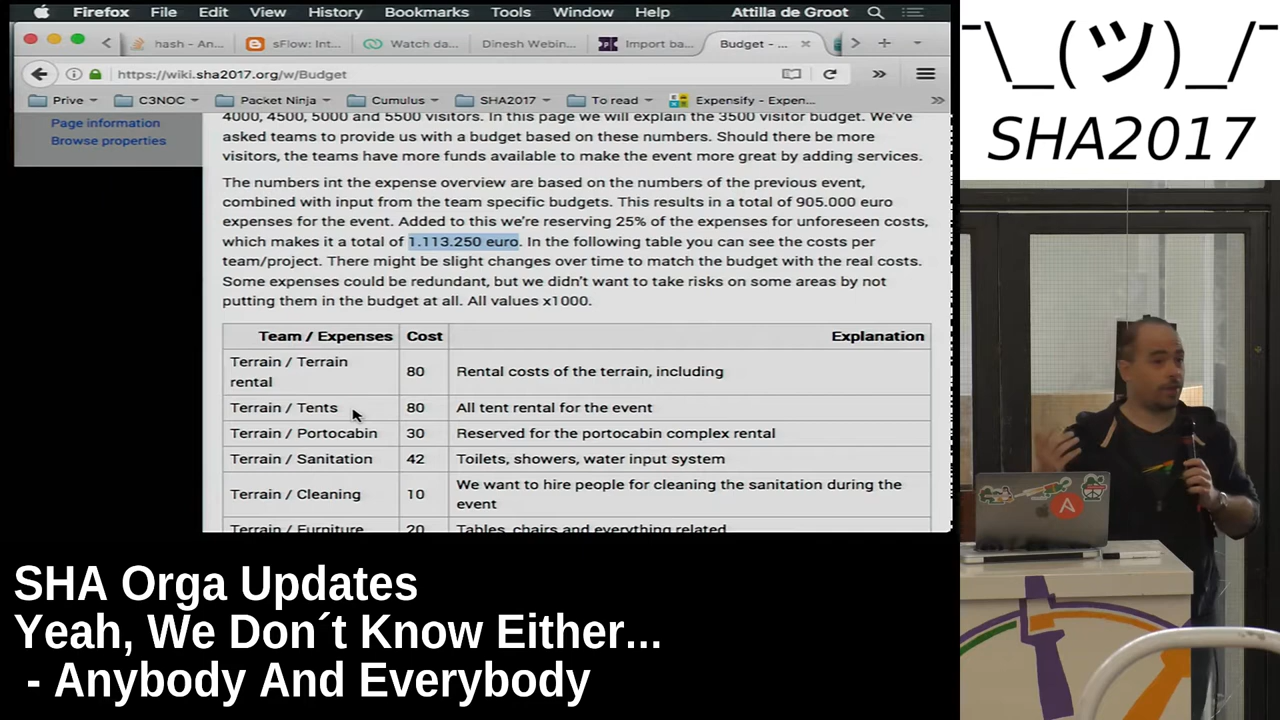 Firefox File Edit View History Bookmarks Tools Window Help Attilla de Groot
hash - An... sFlow: Int... Watch da... Dinesh Webin... Import ba... Budget - ...
https://wiki.sha2017.org/w/Budget
Prive C3NOC Packet Ninja Cumulus SHA2017 To read Expensify - Expen...
Page information
Browse properties
4000, 4500, 5000 and 5500 visitors. In this page we will explain the 3500 visitor budget. We've
asked teams to provide us with a budget based on these numbers. Should there be more
visitors, the teams have more funds available to make the event more great by adding services.
The numbers int the expense overview are based on the numbers of the previous event,
combined with input from the team specific budgets. This results in a total of 905.000 euro
expenses for the event. Added to this we're reserving 25% of the expenses for unforeseen costs,
which makes it a total of 1.113.250 euro. In the following table you can see the costs per
team/project. There might be slight changes over time to match the budget with the real costs.
Some expenses could be redundant, but we didn't want to take risks on some areas by not
putting them in the budget at all. All values x1000.
Team / Expenses Cost Explanation
Terrain / Terrain
rental 80 Rental costs of the terrain, including
Terrain / Tents 80 All tent rental for the event
Terrain / Portocabin 30 Reserved for the portocabin complex rental
Terrain / Sanitation 42 Toilets, showers, water input system
Terrain / Cleaning 10 We want to hire people for cleaning the sanitation during the
event
Terrain / Furniture 20 Tables, chairs and everything related
¯\_(ツ)_/¯
SHA2017
A
SHA Orga Updates
Yeah, We Don´t Know Either...
- Anybody And Everybody